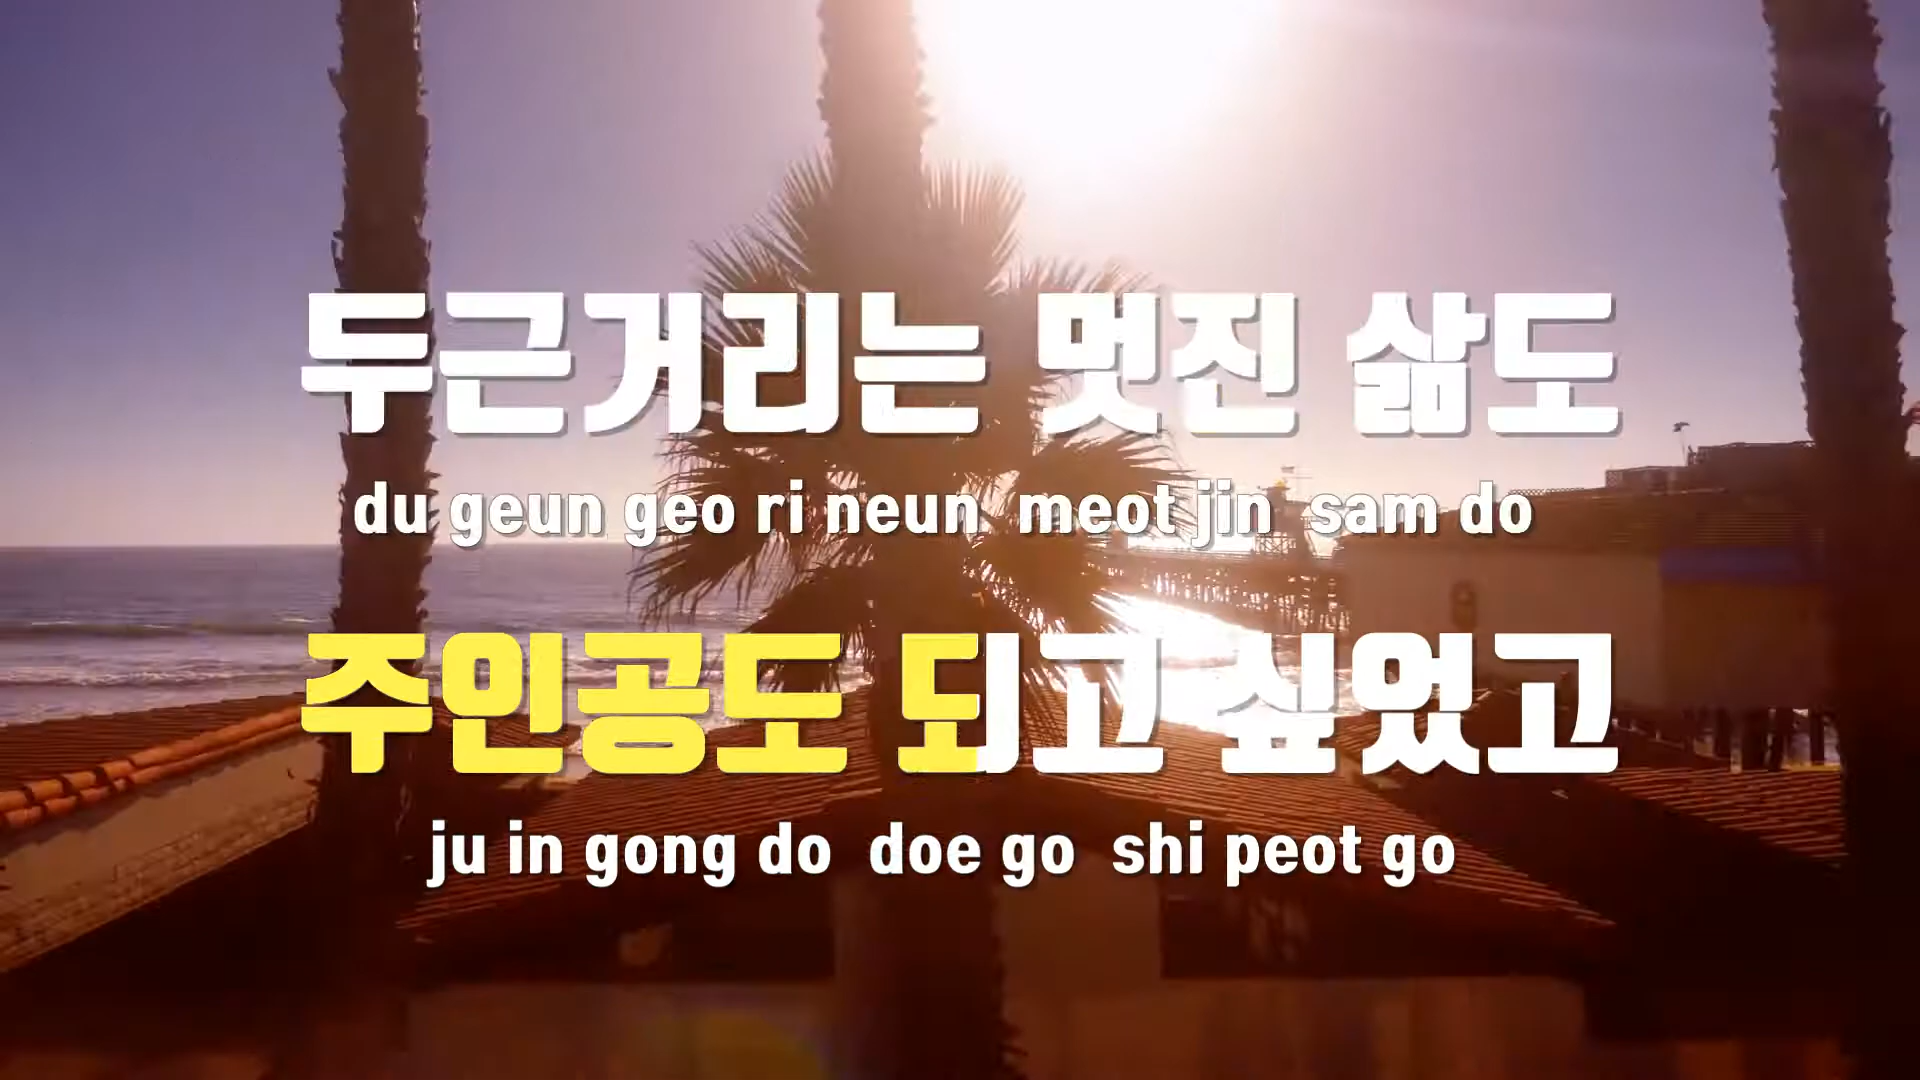 두근거리는 멋진 삶도
du geun geo ri neun meot jin sam do
주인공도 되고 싶었고
ju in gong do doe go shi peot go